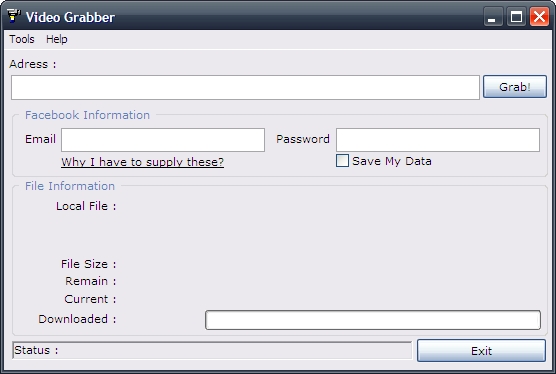 Video Grabber
Tools Help
Adress :
Grab!
Facebook Information
Email Password
Why I have to supply these? Save My Data
File Information
Local File :
File Size :
Remain :
Current :
Downloaded :
Status : Exit